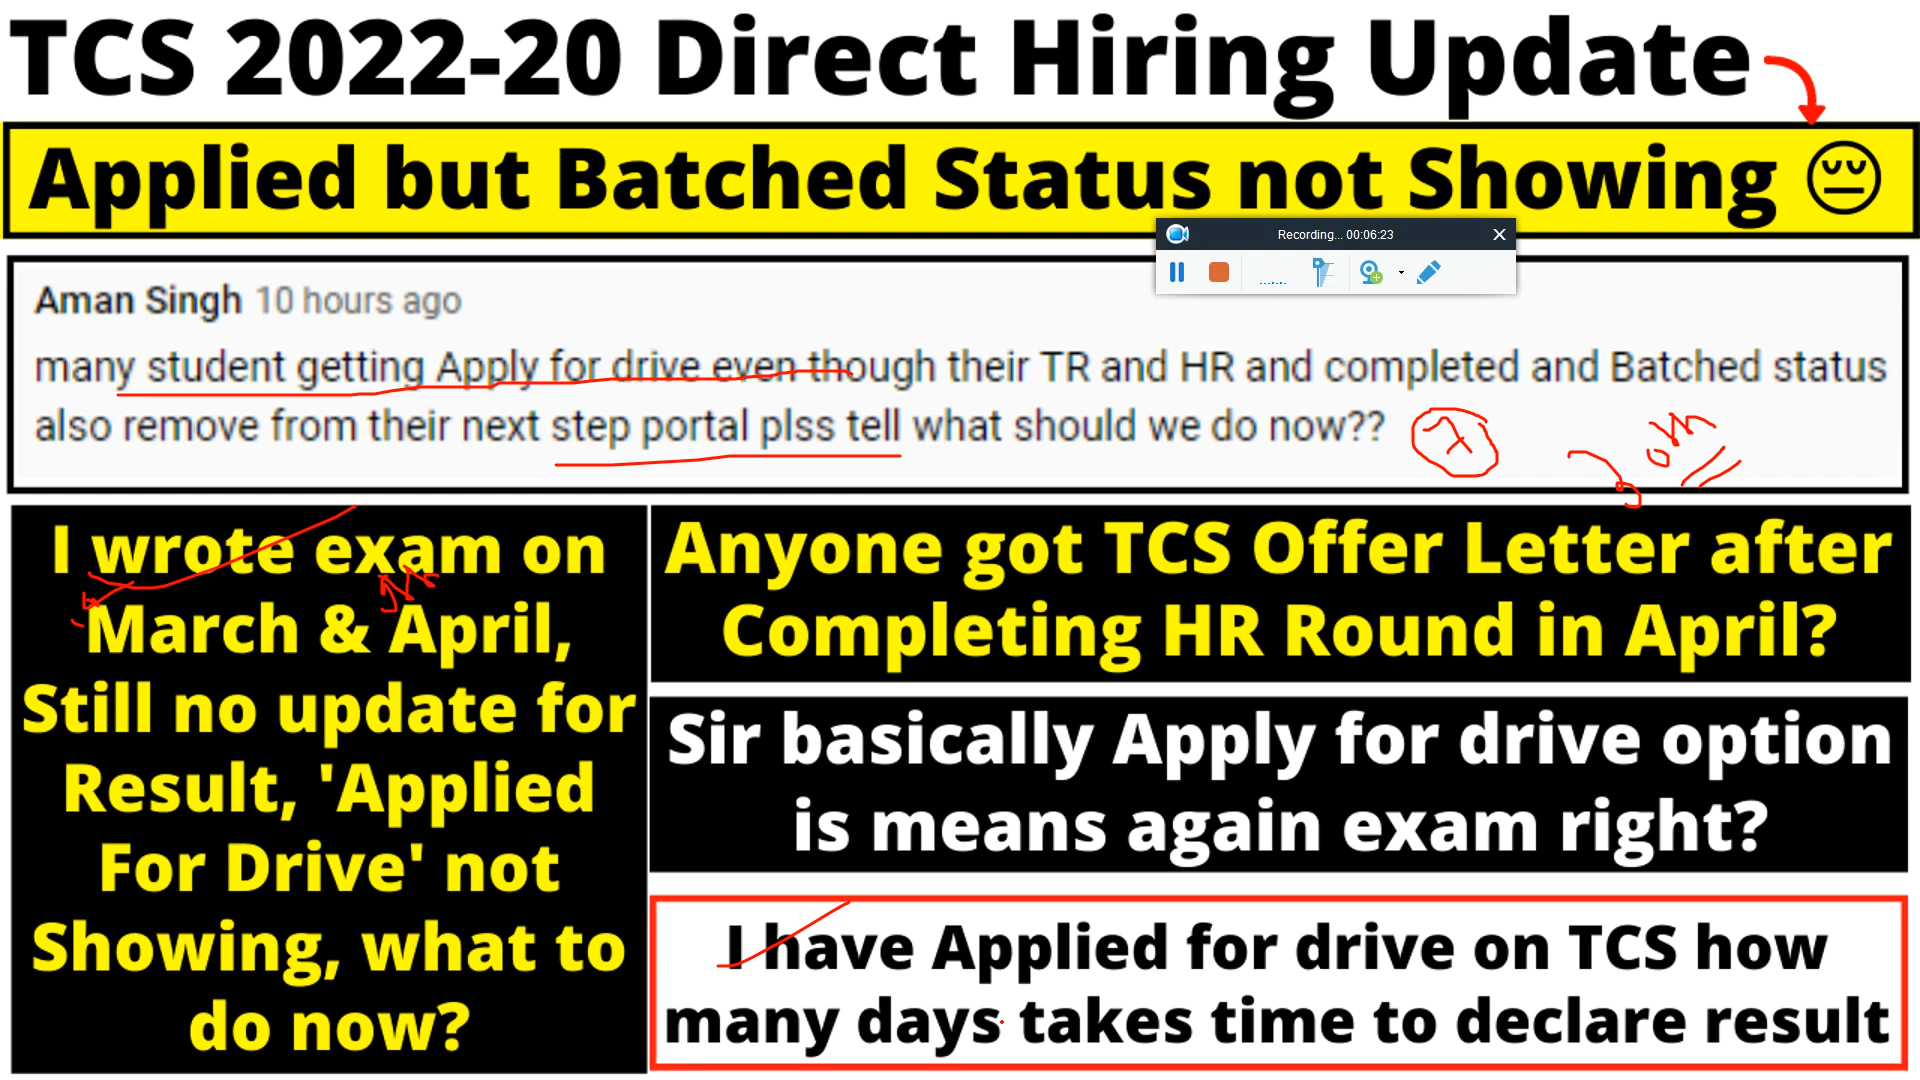 TCS 2022-20 Direct Hiring Update
Applied but Batched Status not Showing
Recording... 00:06:23
Aman Singh 10 hours ago
many student getting Apply for drive even though their TR and HR and completed and Batched status
also remove from their next step portal plss tell what should we do now??
I wrote exam on
March & April,
Still no update for
Result, 'Applied
For Drive' not
Showing, what to
do now?
Anyone got TCS Offer Letter after
Completing HR Round in April?
Sir basically Apply for drive option
is means again exam right?
I have Applied for drive on TCS how
many days takes time to declare result